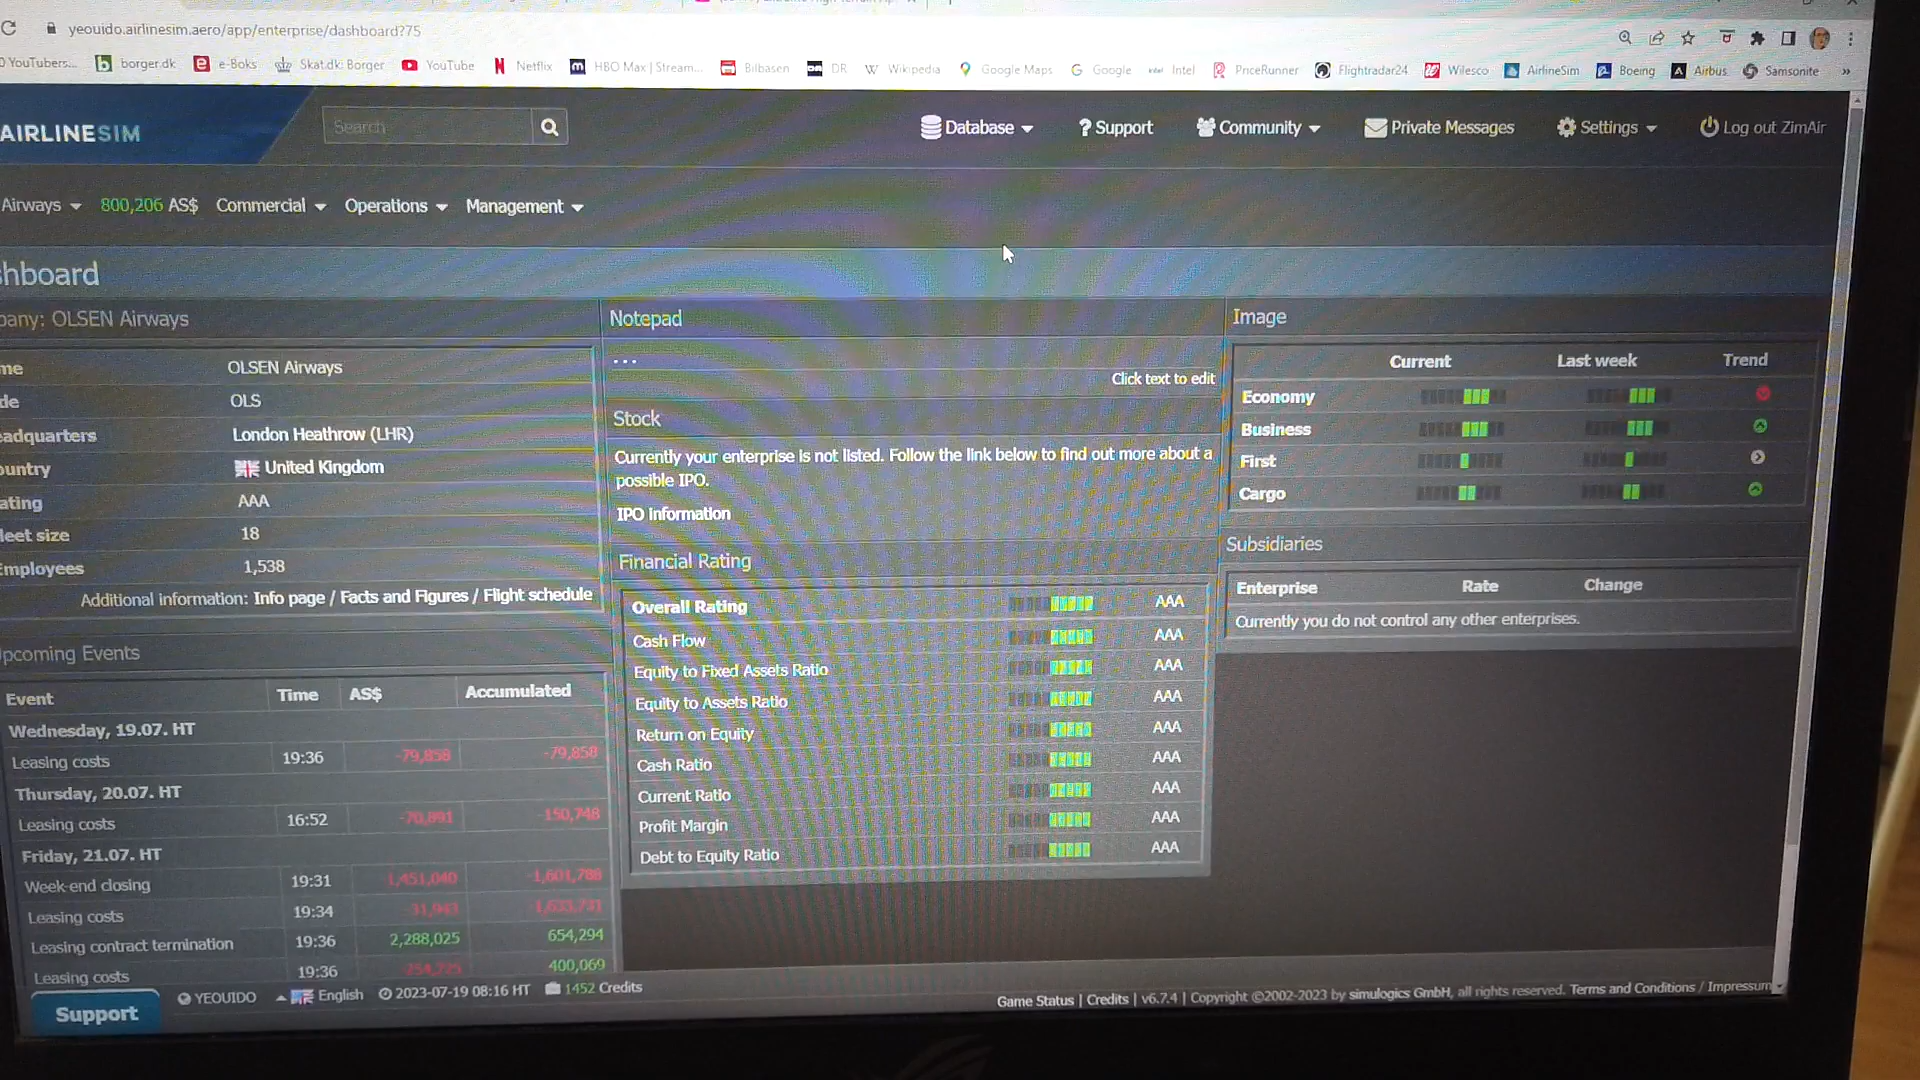 yeouido.airlinesim.aero/app/enterprise/dashboard?75
YouTubers... borger.dk e-Boks Skat.dk: Borger YouTube Netflix HBO Max | Stream... Bilbasen DR Wikipedia Google Maps Google Intel PriceRunner Flightradar24 Wilesco AirlineSim Boeing Airbus Samsonite »
AIRLINESIM Search Database Support Community Private Messages Settings Log out ZimAir
Airways 800,206 AS$ Commercial Operations Management
hboard
pany: OLSEN Airways
me OLSEN Airways
de OLS
adquarters London Heathrow (LHR)
ountry United Kingdom
ating AAA
leet size 18
Employees 1,538
Additional information: Info page / Facts and Figures / Flight schedule
pcoming Events
Event Time AS$ Accumulated
Wednesday, 19.07. HT
Leasing costs 19:36 -79,858 -79,858
Thursday, 20.07. HT
Leasing costs 16:52 -70,891 -150,748
Friday, 21.07. HT
Week-end closing 19:31 -1,451,040 -1,601,788
Leasing costs 19:34 -31,943 -1,633,731
Leasing contract termination 19:36 2,288,025 654,294
Leasing costs 19:36 400,069
Notepad
...
Click text to edit
Stock
Currently your enterprise is not listed. Follow the link below to find out more about a
possible IPO.
IPO Information
Financial Rating
Overall Rating AAA
Cash Flow AAA
Equity to Fixed Assets Ratio AAA
Equity to Assets Ratio AAA
Return on Equity AAA
Cash Ratio AAA
Current Ratio AAA
Profit Margin AAA
Debt to Equity Ratio AAA
Image
Current Last week Trend
Economy
Business
First
Cargo
Subsidiaries
Enterprise Rate Change
Currently you do not control any other enterprises.
Support YEOUIDO English 2023-07-19 08:16 HT 1452 Credits
Game Status | Credits | v6.7.4 | Copyright ©2002-2023 by simulogics GmbH, all rights reserved. Terms and Conditions / Impressum